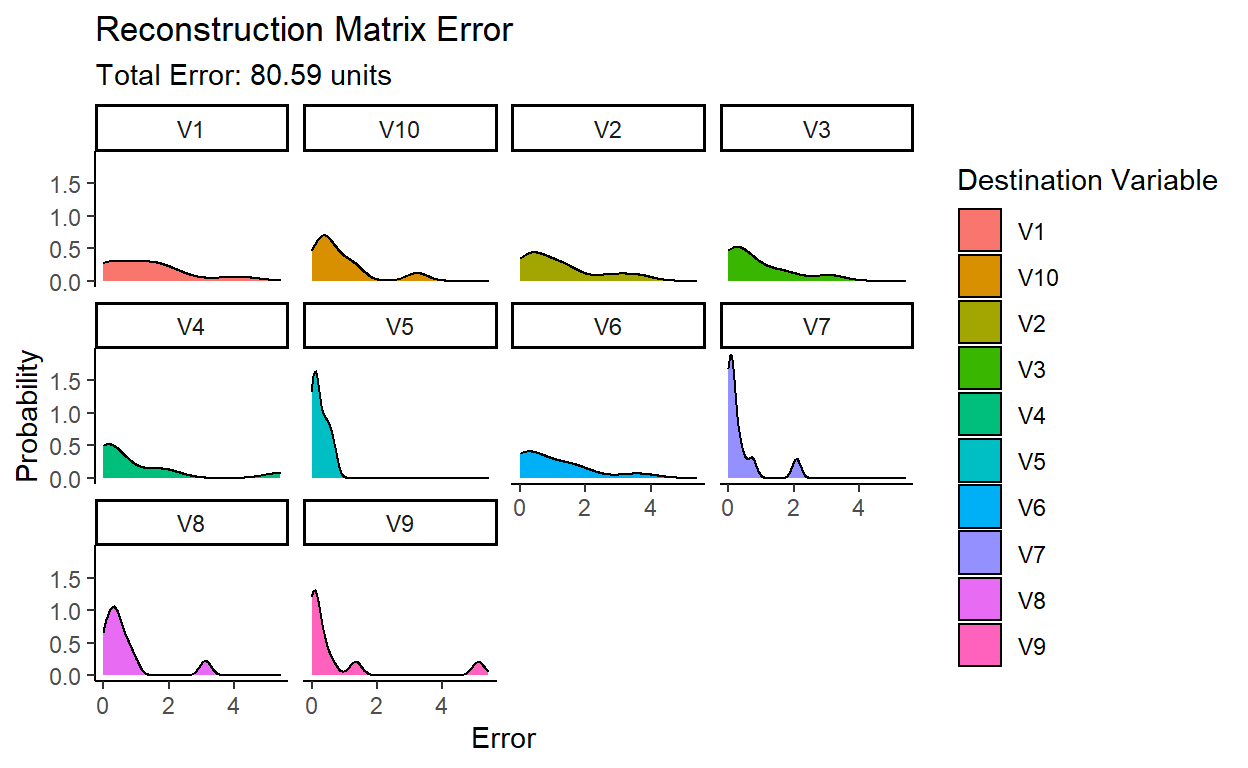 Reconstruction Matrix Error
Total Error: 80.59 units
V1 V10 V2 V3
1.5
1.0
0.5
0.0
V4 V5 V6 V7
1.5
1.0
0.5
0.0
0 2 4 0 2 4
V8 V9
1.5
1.0
0.5
0.0
0 2 4 0 2 4
Error
Probability
Destination Variable
V1
V10
V2
V3
V4
V5
V6
V7
V8
V9